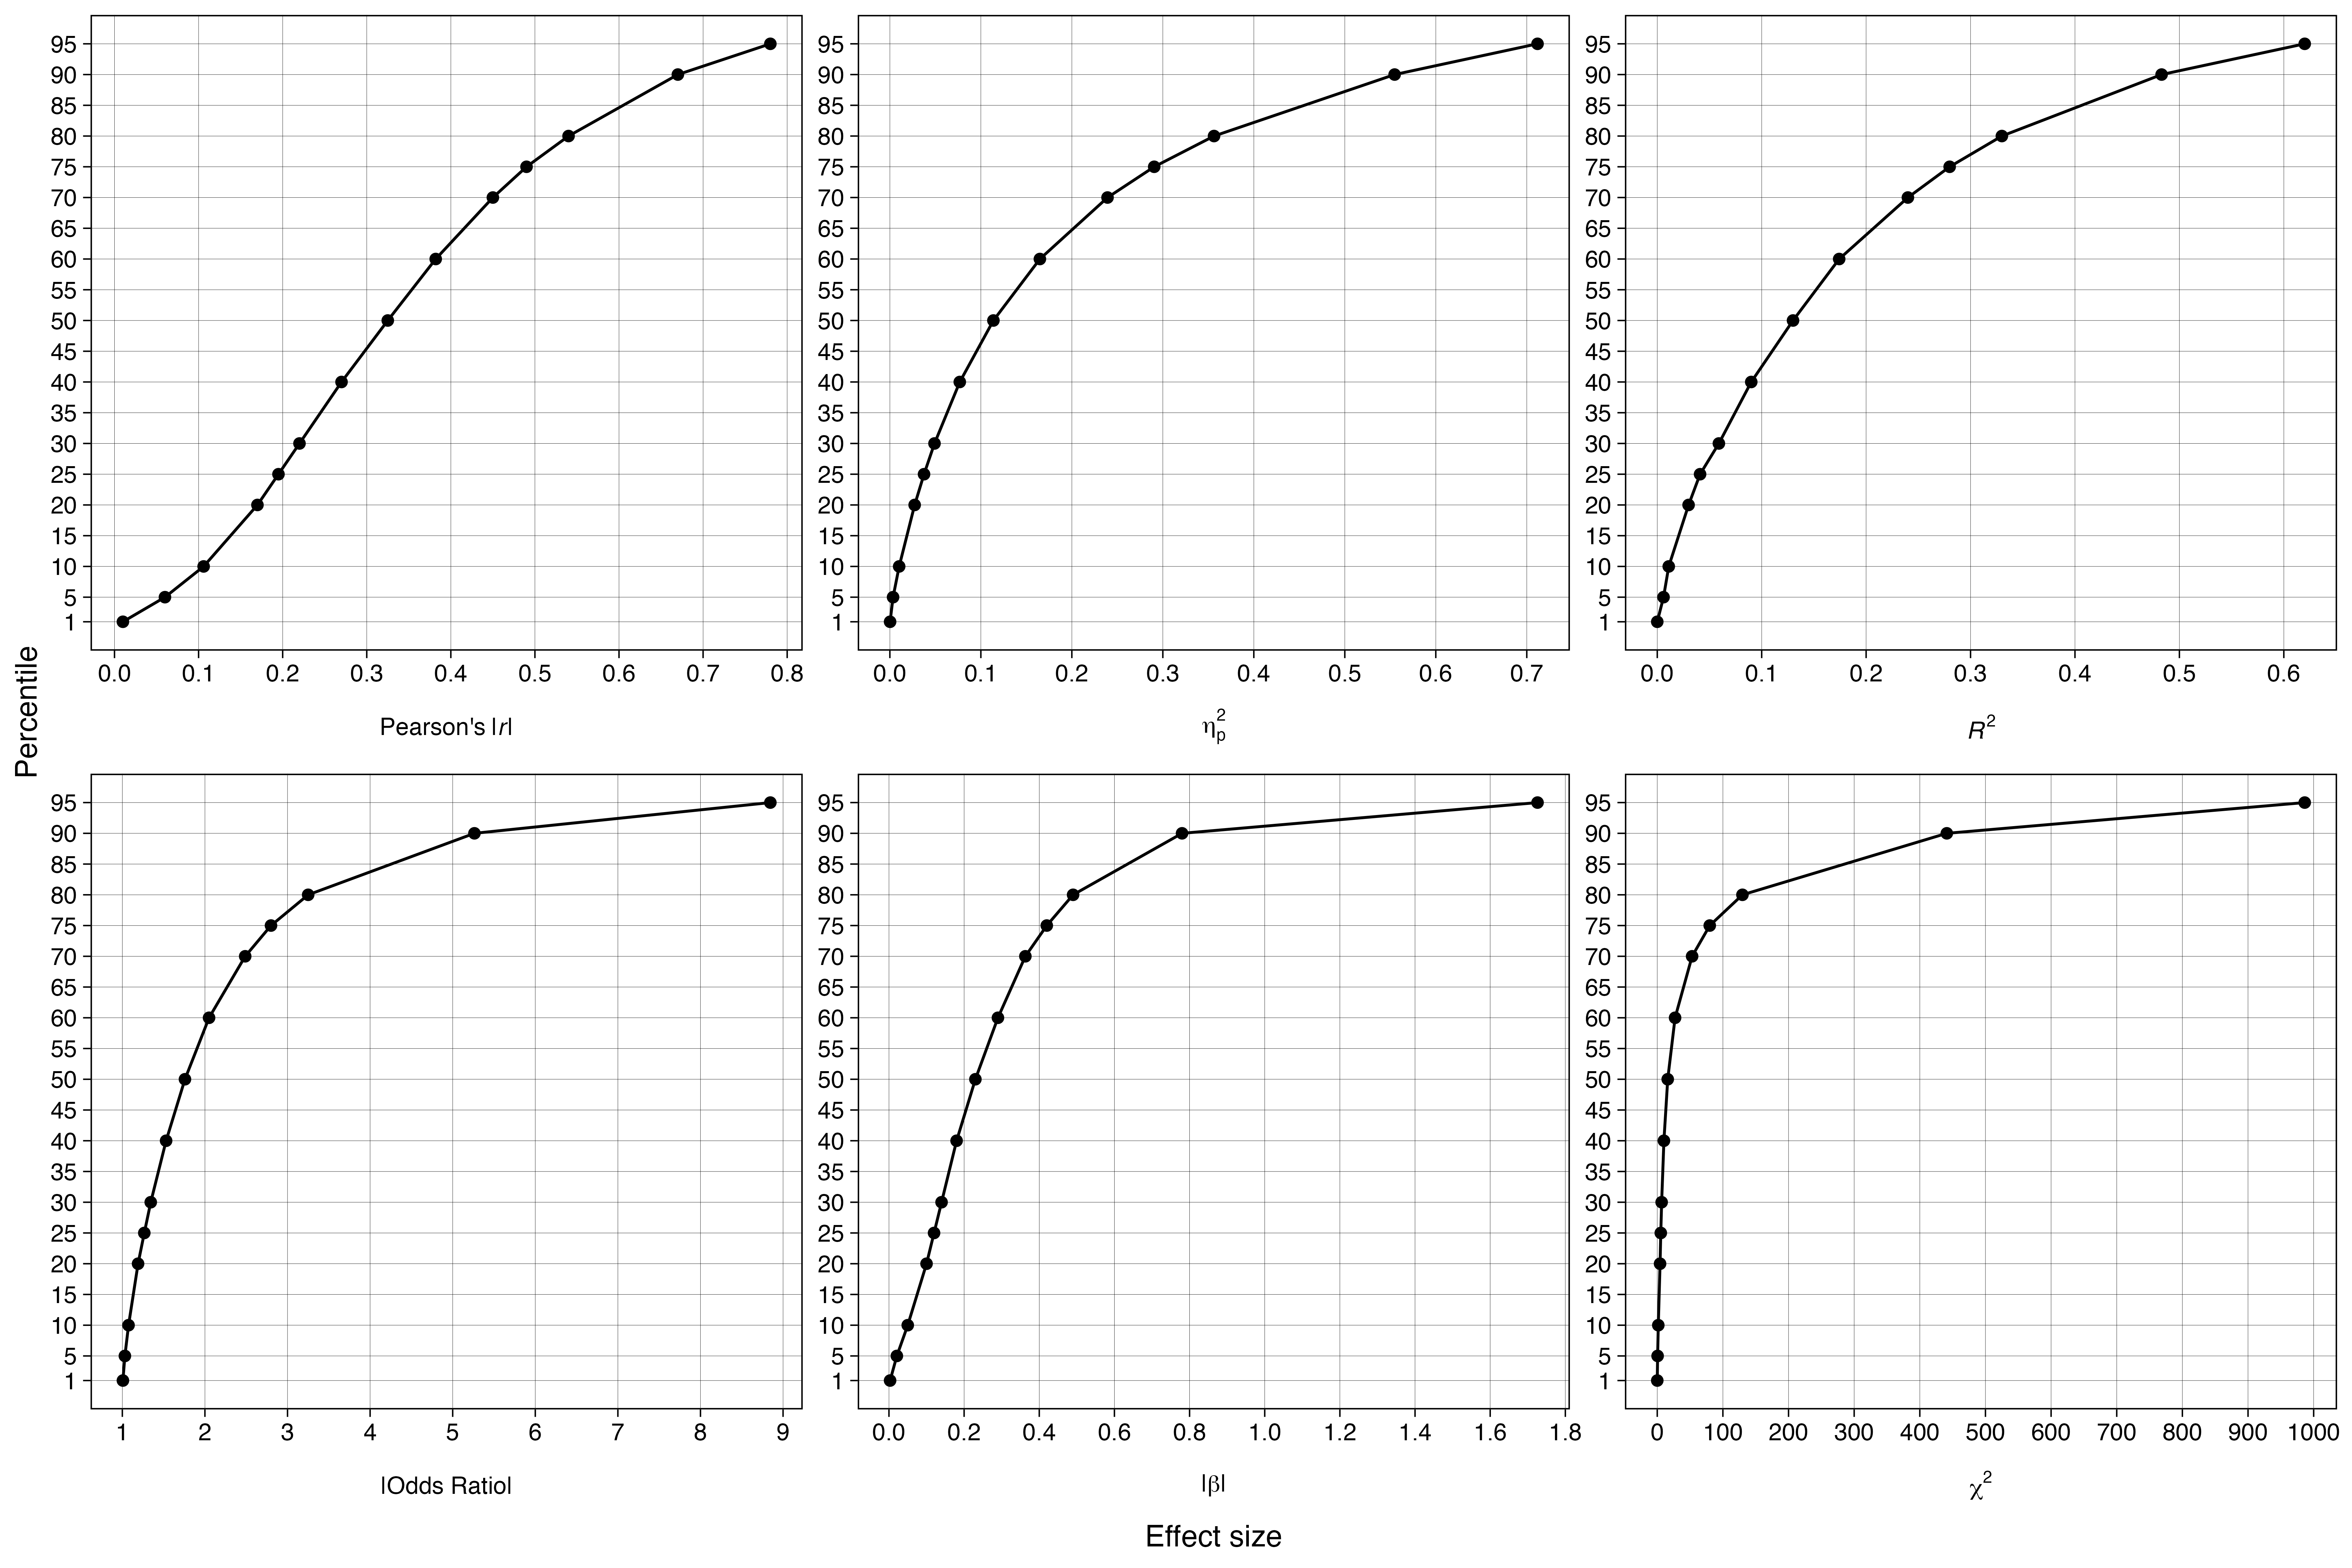 Percentile
95 90 85 80 75 70 65 60 55 50 45 40 35 30 25 20 15 10 5 1
0.0 0.1 0.2 0.3 0.4 0.5 0.6 0.7 0.8
Pearson's |r|
95 90 85 80 75 70 65 60 55 50 45 40 35 30 25 20 15 10 5 1
0.0 0.1 0.2 0.3 0.4 0.5 0.6 0.7
η²ₚ
95 90 85 80 75 70 65 60 55 50 45 40 35 30 25 20 15 10 5 1
0.0 0.1 0.2 0.3 0.4 0.5 0.6
R²
95 90 85 80 75 70 65 60 55 50 45 40 35 30 25 20 15 10 5 1
1 2 3 4 5 6 7 8 9
|Odds Ratio|
95 90 85 80 75 70 65 60 55 50 45 40 35 30 25 20 15 10 5 1
0.0 0.2 0.4 0.6 0.8 1.0 1.2 1.4 1.6 1.8
|β|
95 90 85 80 75 70 65 60 55 50 45 40 35 30 25 20 15 10 5 1
0 100 200 300 400 500 600 700 800 900 1000
χ²
Effect size